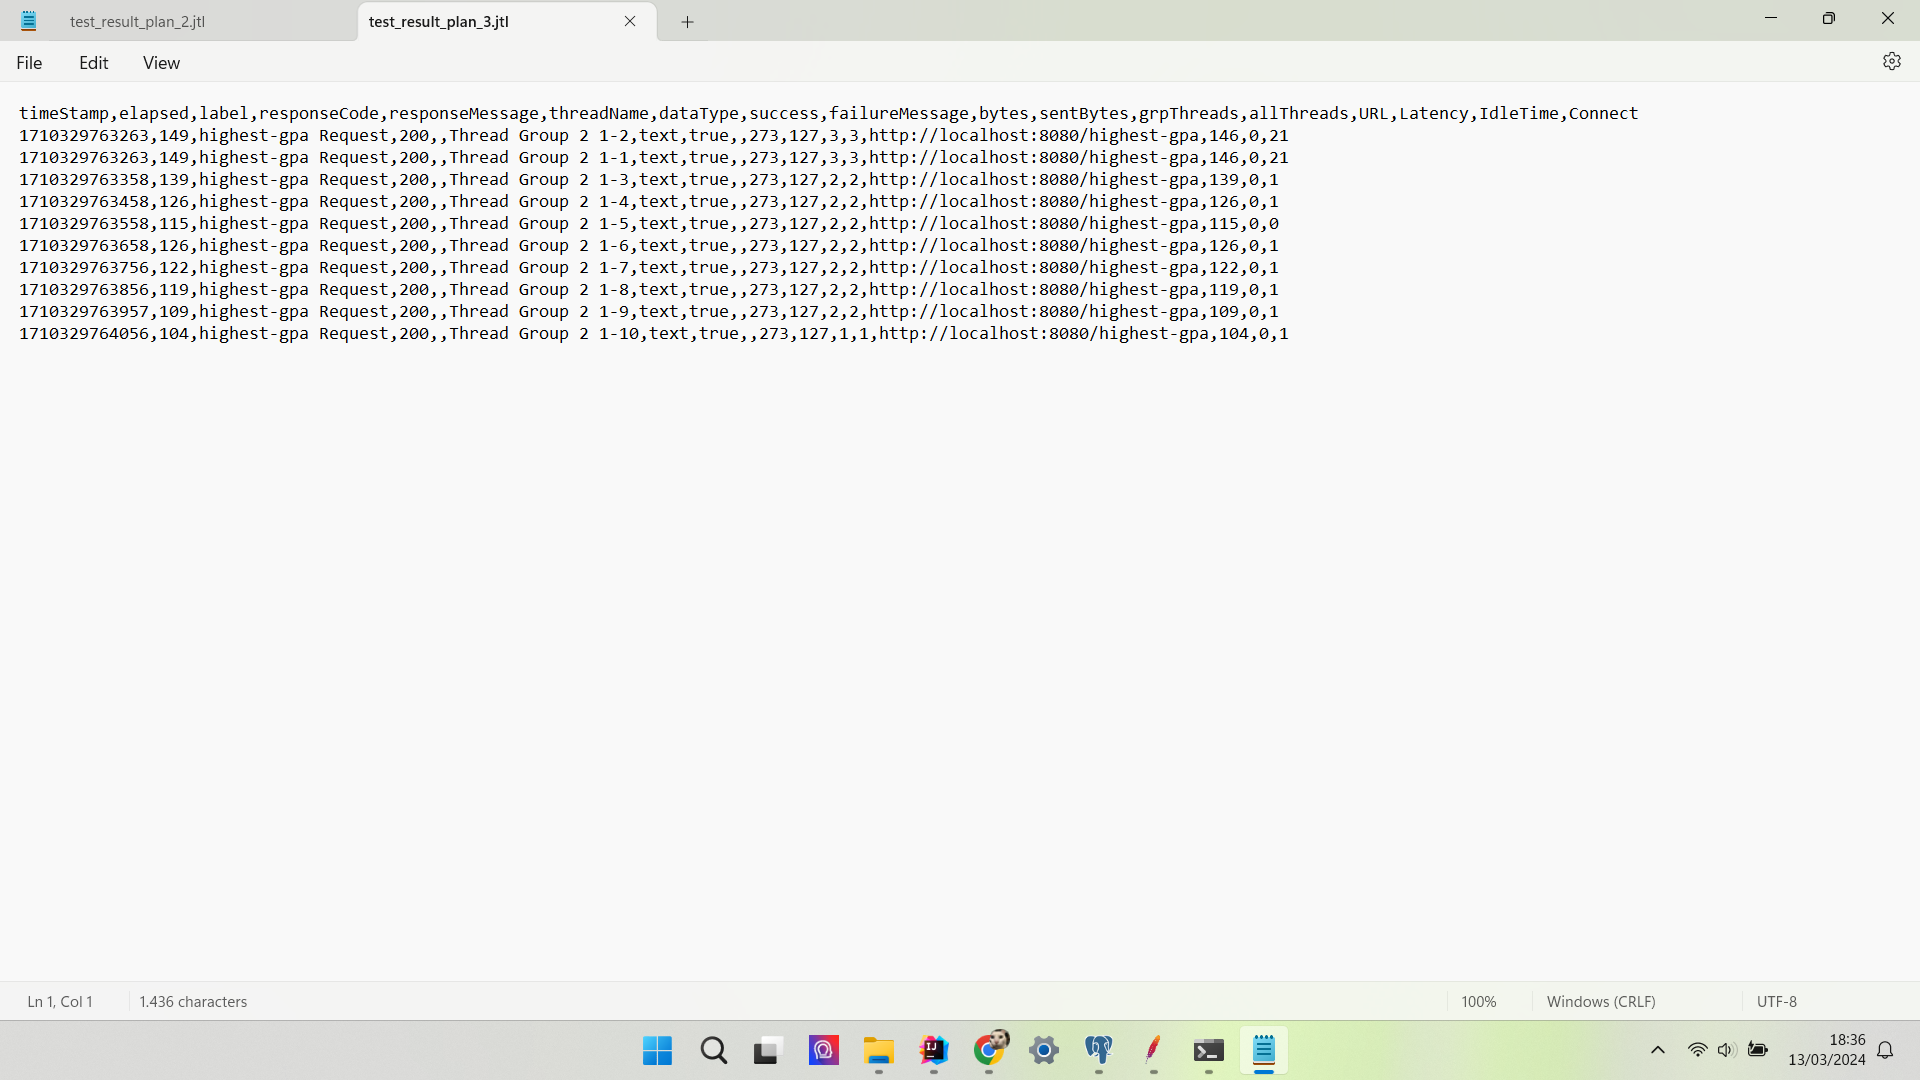 test_result_plan_2.jtl
test_result_plan_3.jtl
File Edit View
timeStamp,elapsed,label,responseCode,responseMessage,threadName,dataType,success,failureMessage,bytes,sentBytes,grpThreads,allThreads,URL,Latency,IdleTime,Connect
1710329763263,149,highest-gpa Request,200,,Thread Group 2 1-2,text,true,,273,127,3,3,http://localhost:8080/highest-gpa,146,0,21
1710329763263,149,highest-gpa Request,200,,Thread Group 2 1-1,text,true,,273,127,3,3,http://localhost:8080/highest-gpa,146,0,21
1710329763358,139,highest-gpa Request,200,,Thread Group 2 1-3,text,true,,273,127,2,2,http://localhost:8080/highest-gpa,139,0,1
1710329763458,126,highest-gpa Request,200,,Thread Group 2 1-4,text,true,,273,127,2,2,http://localhost:8080/highest-gpa,126,0,1
1710329763558,115,highest-gpa Request,200,,Thread Group 2 1-5,text,true,,273,127,2,2,http://localhost:8080/highest-gpa,115,0,0
1710329763658,126,highest-gpa Request,200,,Thread Group 2 1-6,text,true,,273,127,2,2,http://localhost:8080/highest-gpa,126,0,1
1710329763756,122,highest-gpa Request,200,,Thread Group 2 1-7,text,true,,273,127,2,2,http://localhost:8080/highest-gpa,122,0,1
1710329763856,119,highest-gpa Request,200,,Thread Group 2 1-8,text,true,,273,127,2,2,http://localhost:8080/highest-gpa,119,0,1
1710329763957,109,highest-gpa Request,200,,Thread Group 2 1-9,text,true,,273,127,2,2,http://localhost:8080/highest-gpa,109,0,1
1710329764056,104,highest-gpa Request,200,,Thread Group 2 1-10,text,true,,273,127,1,1,http://localhost:8080/highest-gpa,104,0,1
Ln 1, Col 1
1.436 characters
100%
Windows (CRLF)
UTF-8
IJ
18:36
13/03/2024